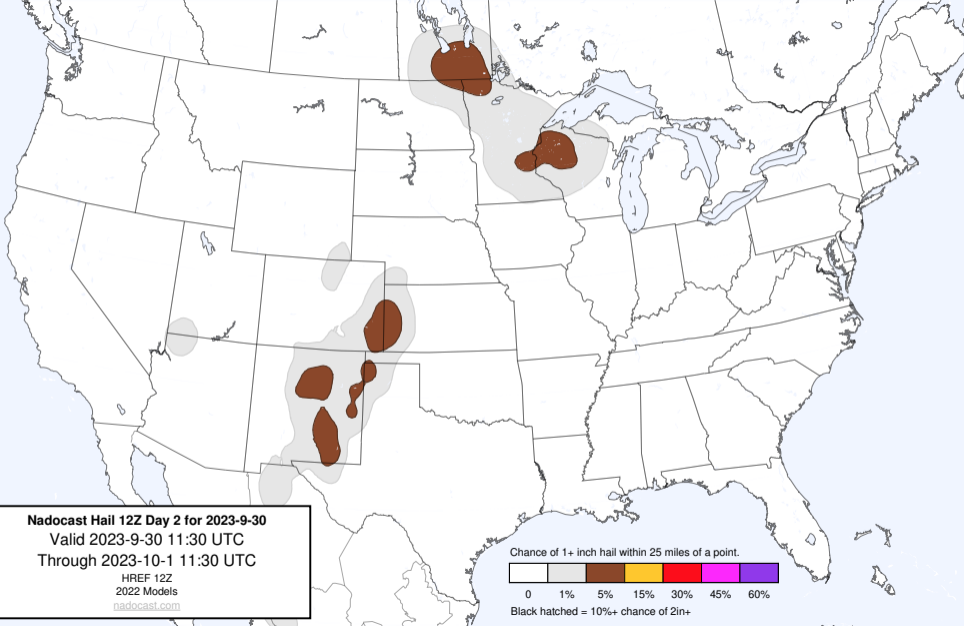 Nadocast Hail 12Z Day 2 for 2023-9-30
Valid 2023-9-30 11:30 UTC
Through 2023-10-1 11:30 UTC
HREF 12Z
2022 Models
nadocast.com
Chance of 1+ inch hail within 25 miles of a point.
0 1% 5% 15% 30% 45% 60%
Black hatched = 10%+ chance of 2in+